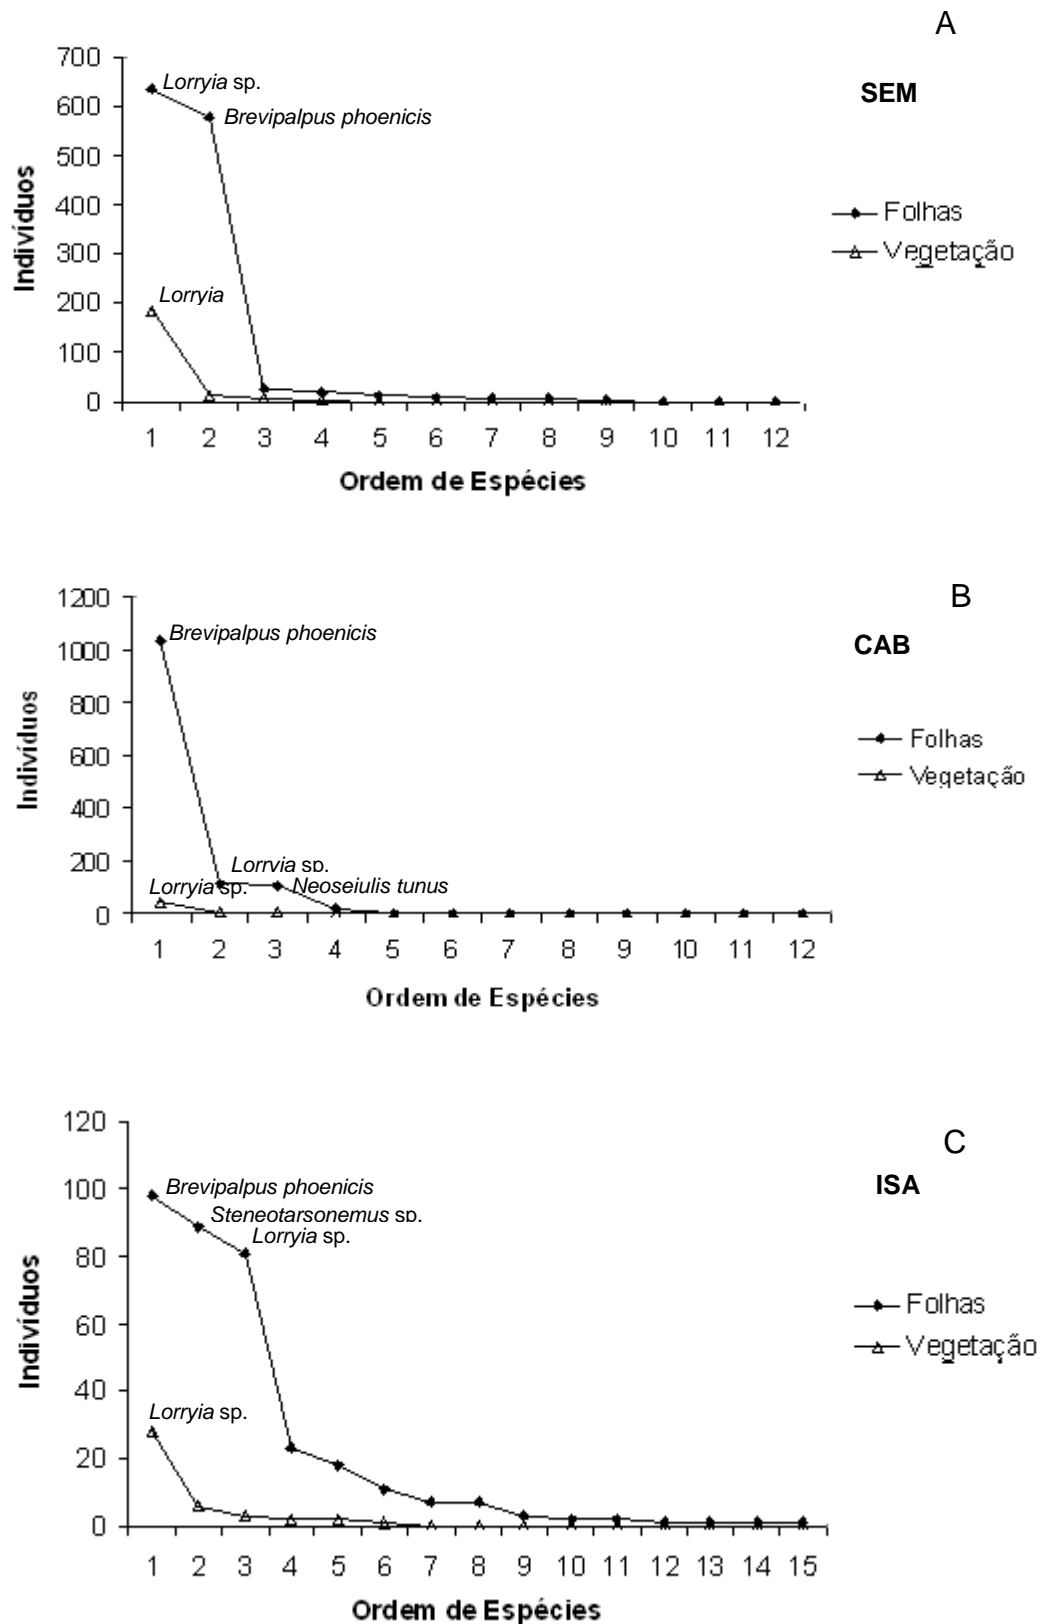 A
SEM
700
600
500
400
300
200
100
0
Indivíduos
Lorryia sp.
Brevipalpus phoenicis
Lorryia
Folhas
Vegetação
1 2 3 4 5 6 7 8 9 10 11 12
Ordem de Espécies
B
CAB
1200
1000
800
600
400
200
0
Indivíduos
Brevipalpus phoenicis
Lorryia sp.
Lorryia sp.
Neoseiulis tunus
Folhas
Vegetação
1 2 3 4 5 6 7 8 9 10 11 12
Ordem de Espécies
C
ISA
120
100
80
60
40
20
0
Indivíduos
Brevipalpus phoenicis
Steneotarsonemus sp.
Lorryia sp.
Lorryia sp.
Folhas
Vegetação
1 2 3 4 5 6 7 8 9 10 11 12 13 14 15
Ordem de Espécies